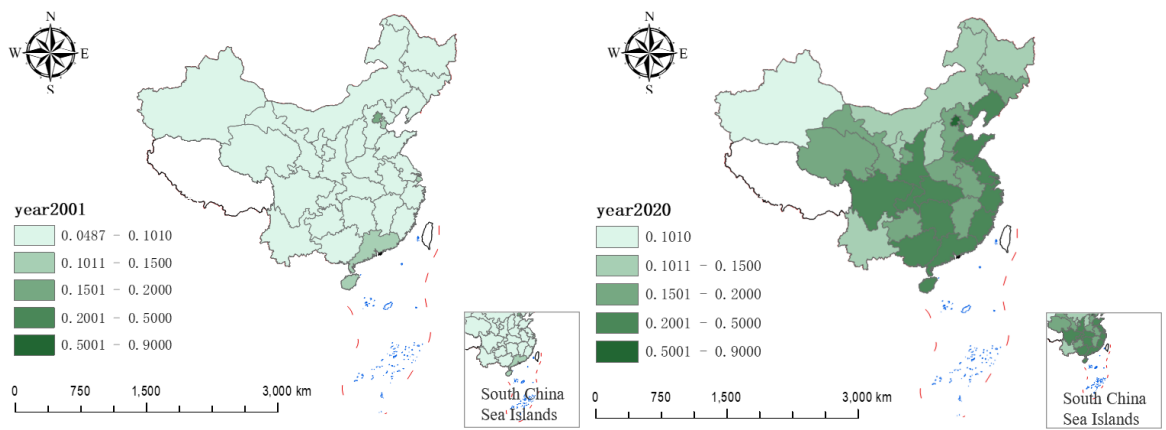 N
W E
S
year2001
0.0487 - 0.1010
0.1011 - 0.1500
0.1501 - 0.2000
0.2001 - 0.5000
0.5001 - 0.9000
0 750 1,500 3,000 km
South China
Sea Islands
N
W E
S
year2020
0.1010
0.1011 - 0.1500
0.1501 - 0.2000
0.2001 - 0.5000
0.5001 - 0.9000
0 750 1,500 3,000 km
South China
Sea Islands